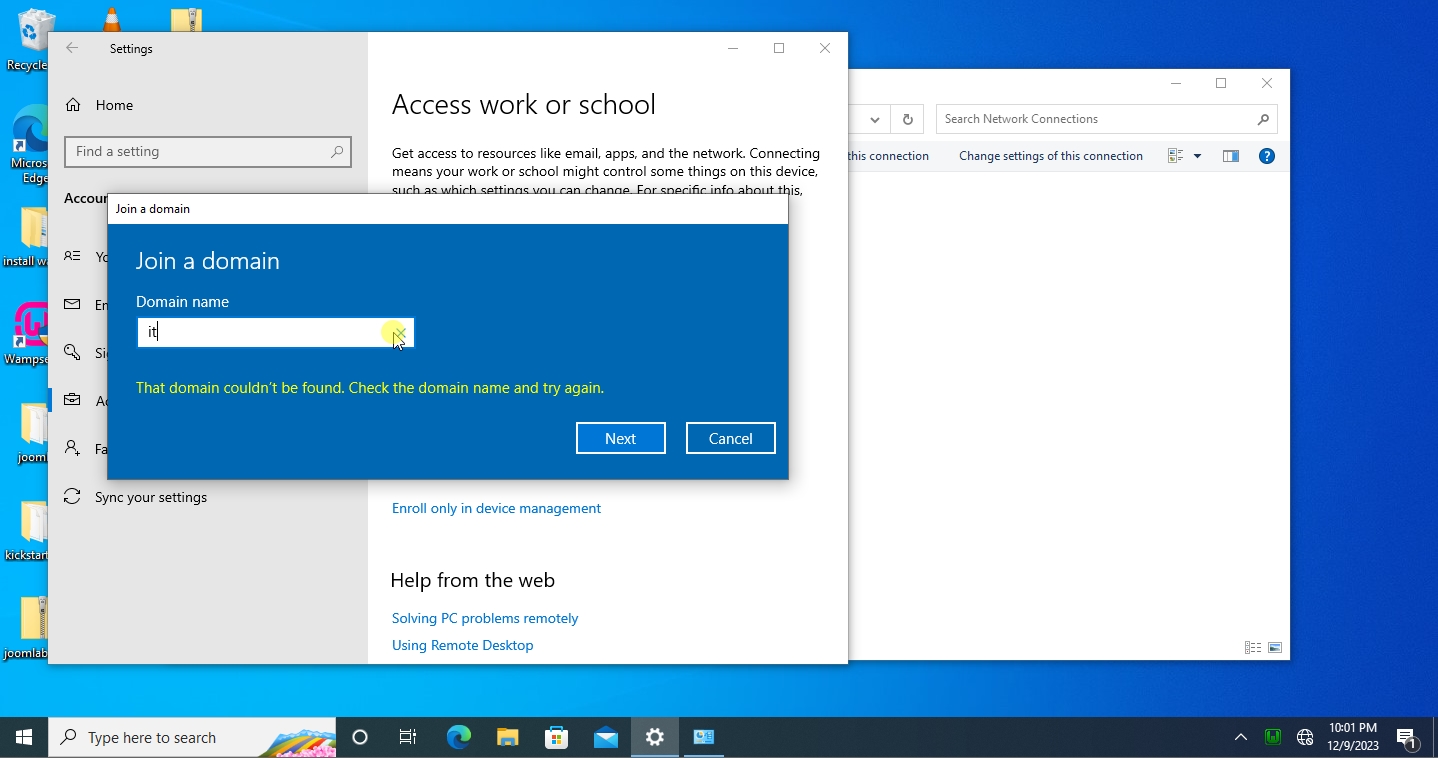 Recycle
Microso
Edge
install wa
Wampse
jooml
kickstart
joomlab
Settings
Home
Find a setting
Accoun
Yo
En
Sig
Ac
Fa
Sync your settings
Access work or school
Get access to resources like email, apps, and the network. Connecting
means your work or school might control some things on this device,
such as which settings you can change. For specific info about this,
Join a domain
Join a domain
Domain name
it
That domain couldn't be found. Check the domain name and try again.
Next
Cancel
Enroll only in device management
Help from the web
Solving PC problems remotely
Using Remote Desktop
Search Network Connections
this connection
Change settings of this connection
Type here to search
10:01 PM
12/9/2023
1